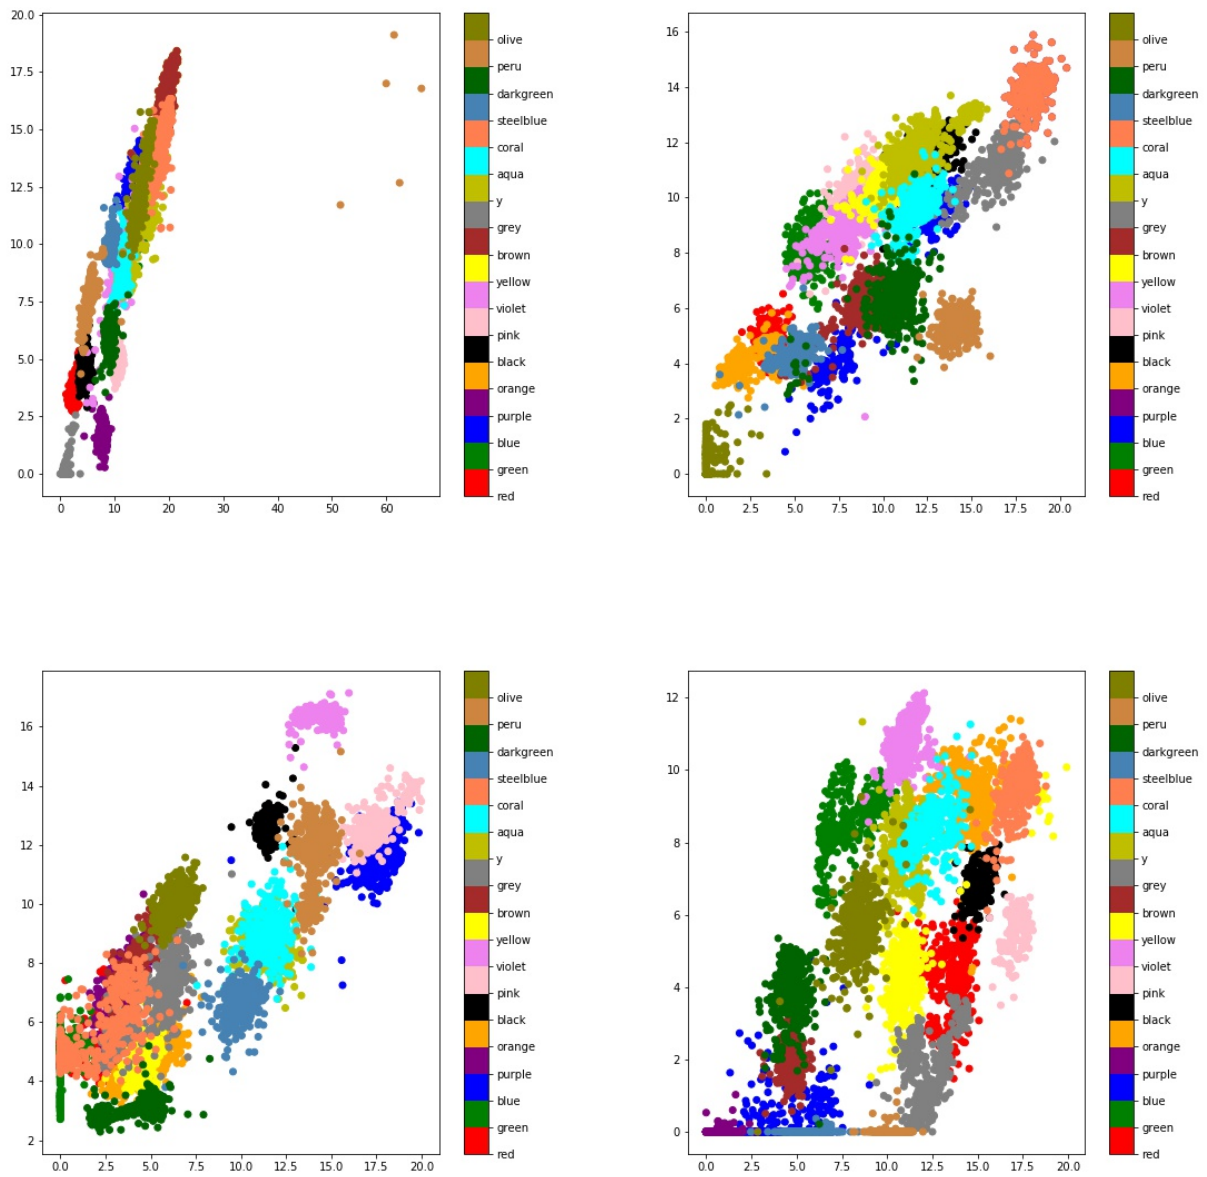 20.0
17.5
15.0
12.5
10.0
7.5
5.0
2.5
0.0
0 10 20 30 40 50 60
olive
peru
darkgreen
steelblue
coral
aqua
y
grey
brown
yellow
violet
pink
black
orange
purple
blue
green
red
16
14
12
10
8
6
4
2
0
0.0 2.5 5.0 7.5 10.0 12.5 15.0 17.5 20.0
olive
peru
darkgreen
steelblue
coral
aqua
y
grey
brown
yellow
violet
pink
black
orange
purple
blue
green
red
16
14
12
10
8
6
4
2
0.0 2.5 5.0 7.5 10.0 12.5 15.0 17.5 20.0
olive
peru
darkgreen
steelblue
coral
aqua
y
grey
brown
yellow
violet
pink
black
orange
purple
blue
green
red
12
10
8
6
4
2
0
0.0 2.5 5.0 7.5 10.0 12.5 15.0 17.5 20.0
olive
peru
darkgreen
steelblue
coral
aqua
y
grey
brown
yellow
violet
pink
black
orange
purple
blue
green
red